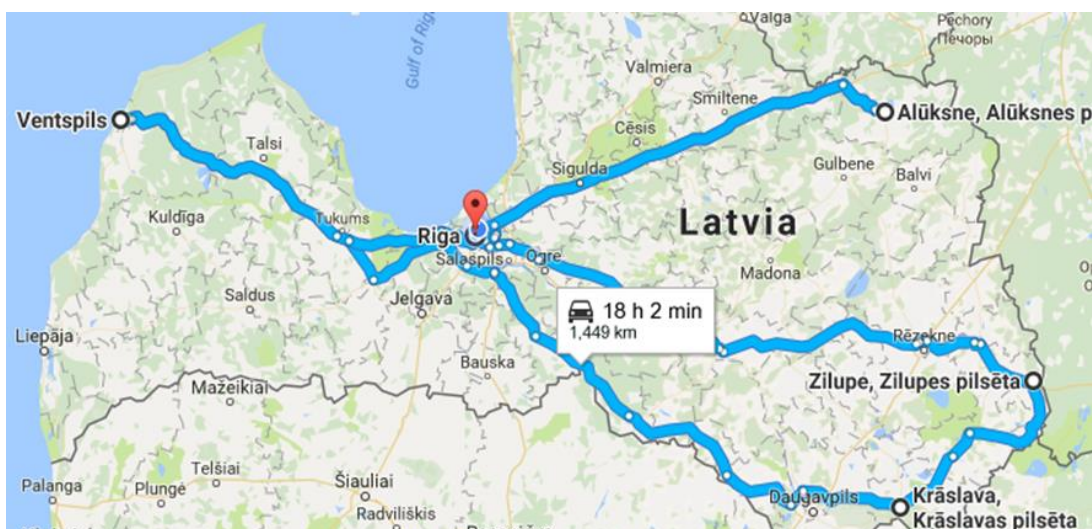 Gulf of Riga
Valga
Pechory
Печоры
Valmiera
Smiltene
Ventspils
Alūksne, Alūksnes p
Talsi
Cēsis
Sigulda
Gulbene
Balvi
Kuldīga
Tukums
Riga
Latvia
Salaspils
Ogre
Madona
Saldus
Jelgava
18 h 2 min
1,449 km
Liepāja
Rēzekne
Bauska
Mažeikiai
Zilupe, Zilupes pilsēta
Telšiai
Šiauliai
Palanga
Plungė
Radviliškis
Daugavpils
Krāslava,
Krāslavas pilsēta